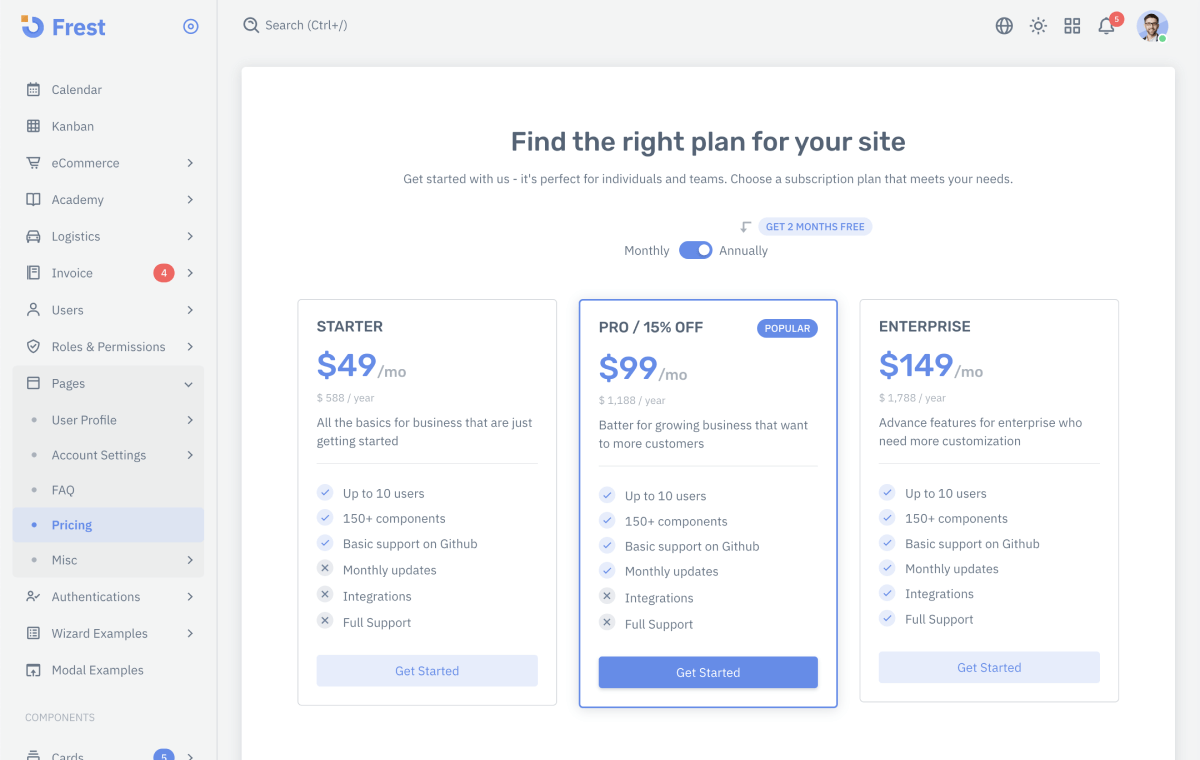 Frest
Search (Ctrl+/)
5
Calendar
Kanban
eCommerce
Academy
Logistics
Invoice 4
Users
Roles & Permissions
Pages
User Profile
Account Settings
FAQ
Pricing
Misc
Authentications
Wizard Examples
Modal Examples
COMPONENTS
Cards 5
Find the right plan for your site
Get started with us - it's perfect for individuals and teams. Choose a subscription plan that meets your needs.
GET 2 MONTHS FREE
Monthly Annually
STARTER
$49/mo
$ 588 / year
All the basics for business that are just
getting started
Up to 10 users
150+ components
Basic support on Github
Monthly updates
Integrations
Full Support
Get Started
PRO / 15% OFF POPULAR
$99/mo
$ 1,188 / year
Batter for growing business that want
to more customers
Up to 10 users
150+ components
Basic support on Github
Monthly updates
Integrations
Full Support
Get Started
ENTERPRISE
$149/mo
$ 1,788 / year
Advance features for enterprise who
need more customization
Up to 10 users
150+ components
Basic support on Github
Monthly updates
Integrations
Full Support
Get Started